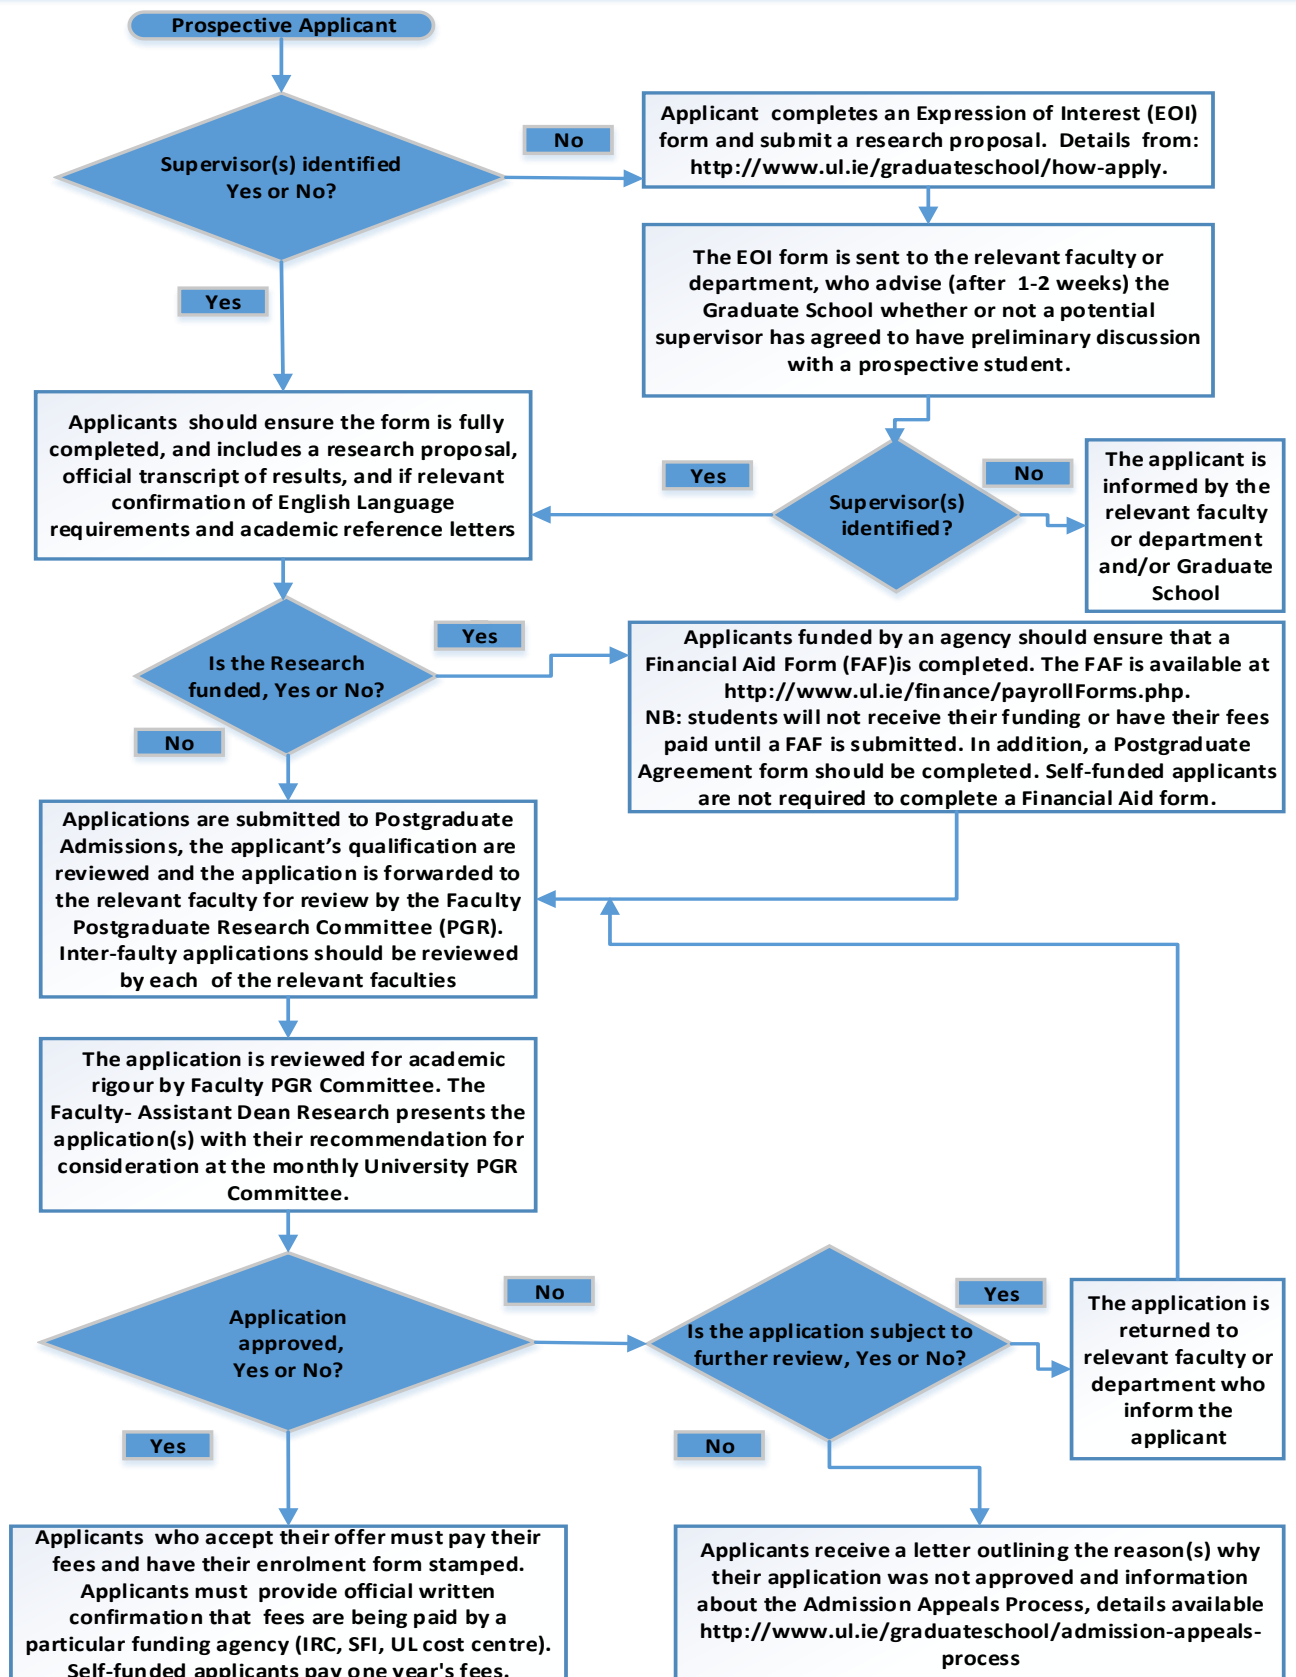 Prospective Applicant
Supervisor(s) identified
Yes or No?
No
Applicant completes an Expression of Interest (EOI)
form and submit a research proposal. Details from:
http://www.ul.ie/graduateschool/how-apply.
The EOI form is sent to the relevant faculty or
department, who advise (after 1-2 weeks) the
Graduate School whether or not a potential
supervisor has agreed to have preliminary discussion
with a prospective student.
Yes
Applicants should ensure the form is fully
completed, and includes a research proposal,
official transcript of results, and if relevant
confirmation of English Language
requirements and academic reference letters
Yes
Supervisor(s)
identified?
No
The applicant is
informed by the
relevant faculty
or department
and/or Graduate
School
Is the Research
funded, Yes or No?
Yes
Applicants funded by an agency should ensure that a
Financial Aid Form (FAF)is completed. The FAF is available at
http://www.ul.ie/finance/payrollForms.php.
NB: students will not receive their funding or have their fees
paid until a FAF is submitted. In addition, a Postgraduate
Agreement form should be completed. Self-funded applicants
are not required to complete a Financial Aid form.
No
Applications are submitted to Postgraduate
Admissions, the applicant's qualification are
reviewed and the application is forwarded to
the relevant faculty for review by the Faculty
Postgraduate Research Committee (PGR).
Inter-faulty applications should be reviewed
by each of the relevant faculties
The application is reviewed for academic
rigour by Faculty PGR Committee. The
Faculty- Assistant Dean Research presents the
application(s) with their recommendation for
consideration at the monthly University PGR
Committee.
Application
approved,
Yes or No?
No
Is the application subject to
further review, Yes or No?
Yes
The application is
returned to
relevant faculty or
department who
inform the
applicant
Yes
No
Applicants who accept their offer must pay their
fees and have their enrolment form stamped.
Applicants must provide official written
confirmation that fees are being paid by a
particular funding agency (IRC, SFI, UL cost centre).
Self-funded applicants pay one year's fees.
Applicants receive a letter outlining the reason(s) why
their application was not approved and information
about the Admission Appeals Process, details available
http://www.ul.ie/graduateschool/admission-appeals-
process